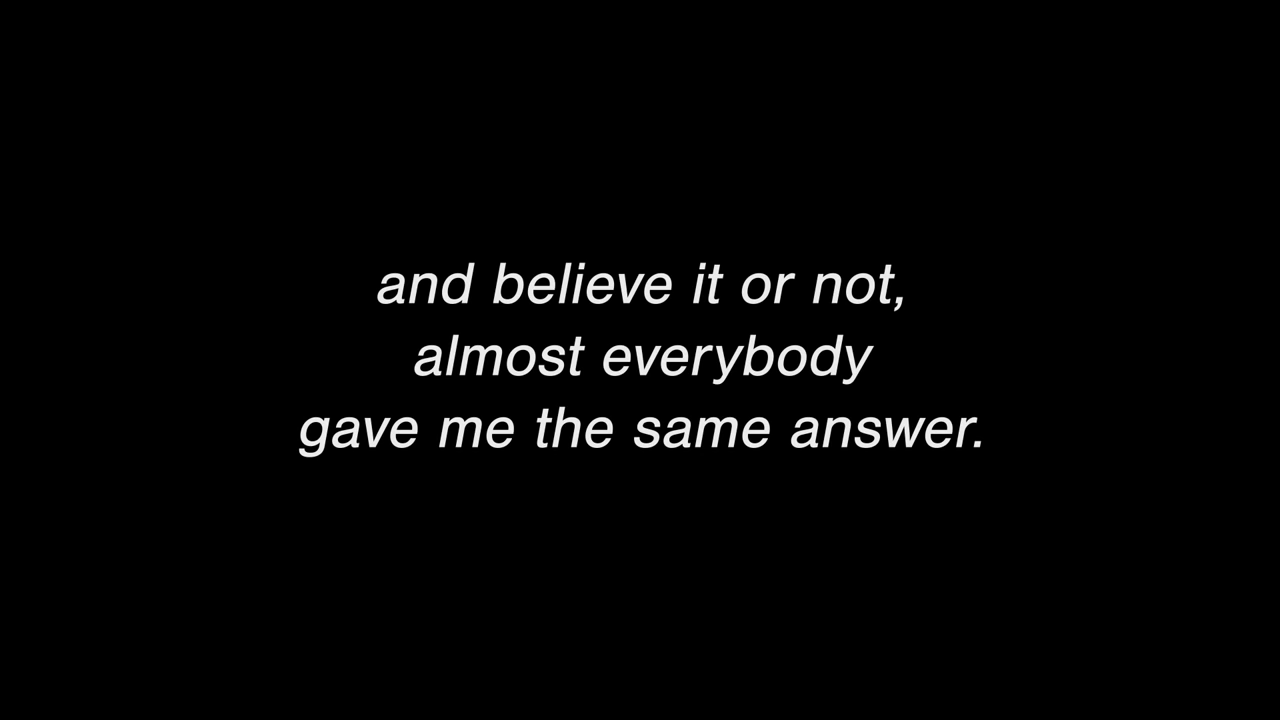 and believe it or not,
almost everybody
gave me the same answer.